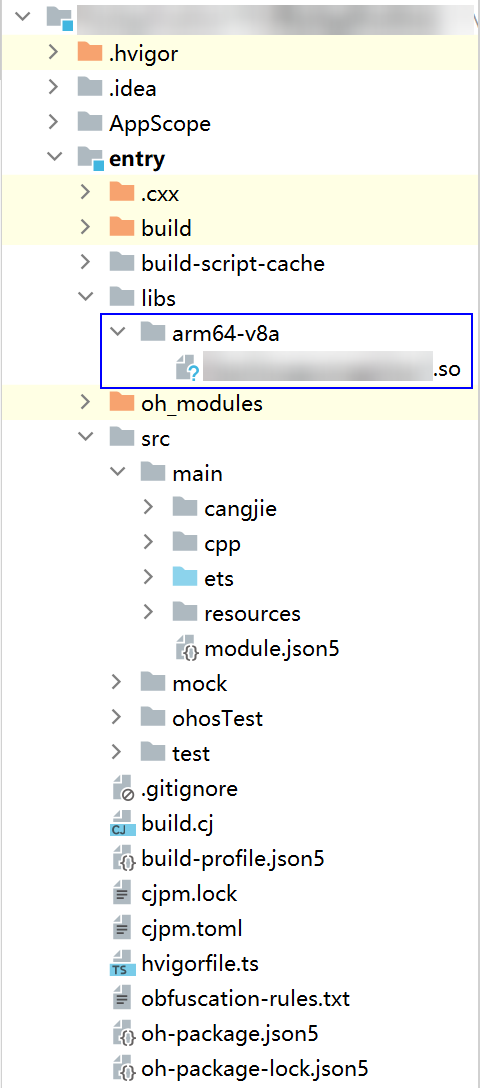 .hvigor
.idea
AppScope
entry
.cxx
build
build-script-cache
libs
arm64-v8a
.so
oh_modules
src
main
cangjie
cpp
ets
resources
module.json5
mock
ohosTest
test
.gitignore
CJ build.cj
build-profile.json5
cjpm.lock
cjpm.toml
TS hvigorfile.ts
obfuscation-rules.txt
oh-package.json5
oh-package-lock.json5